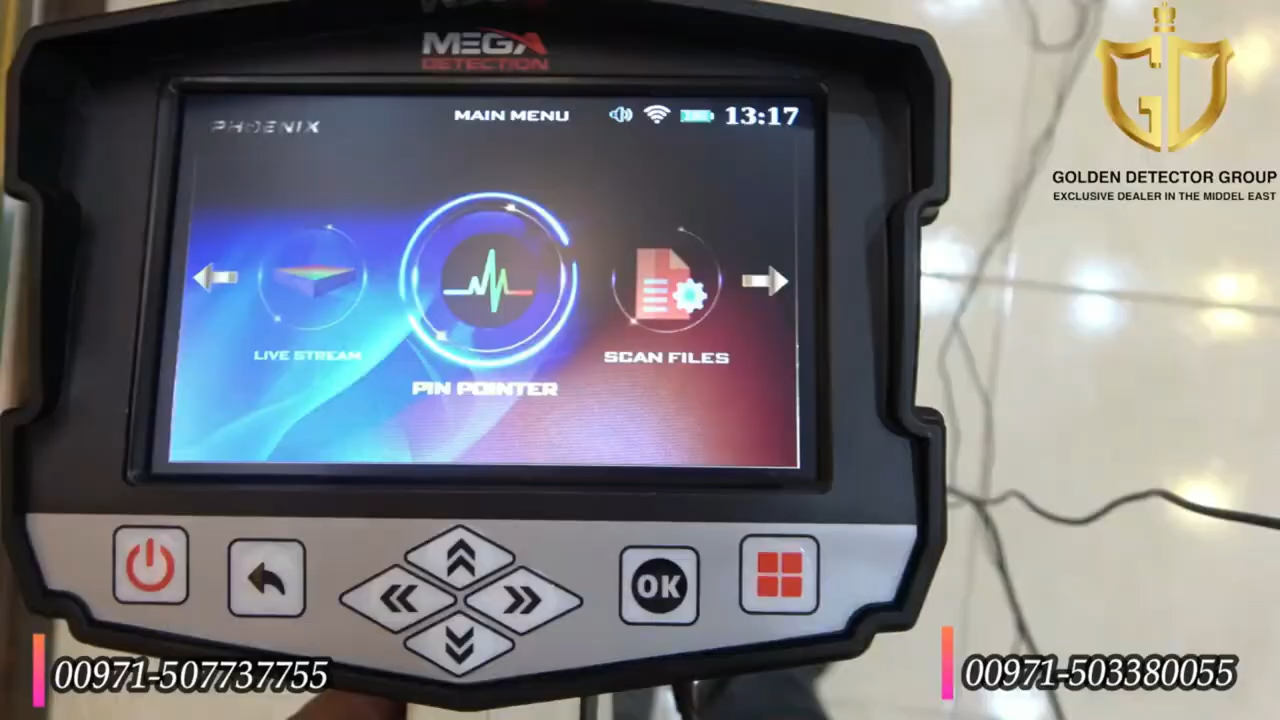 MEGA
DETECTION
PHOENIX
MAIN MENU
13:17
LIVE STREAM
PIN POINTER
SCAN FILES
OK
GOLDEN DETECTOR GROUP
EXCLUSIVE DEALER IN THE MIDDLE EAST
00971-507737755
00971-503380055